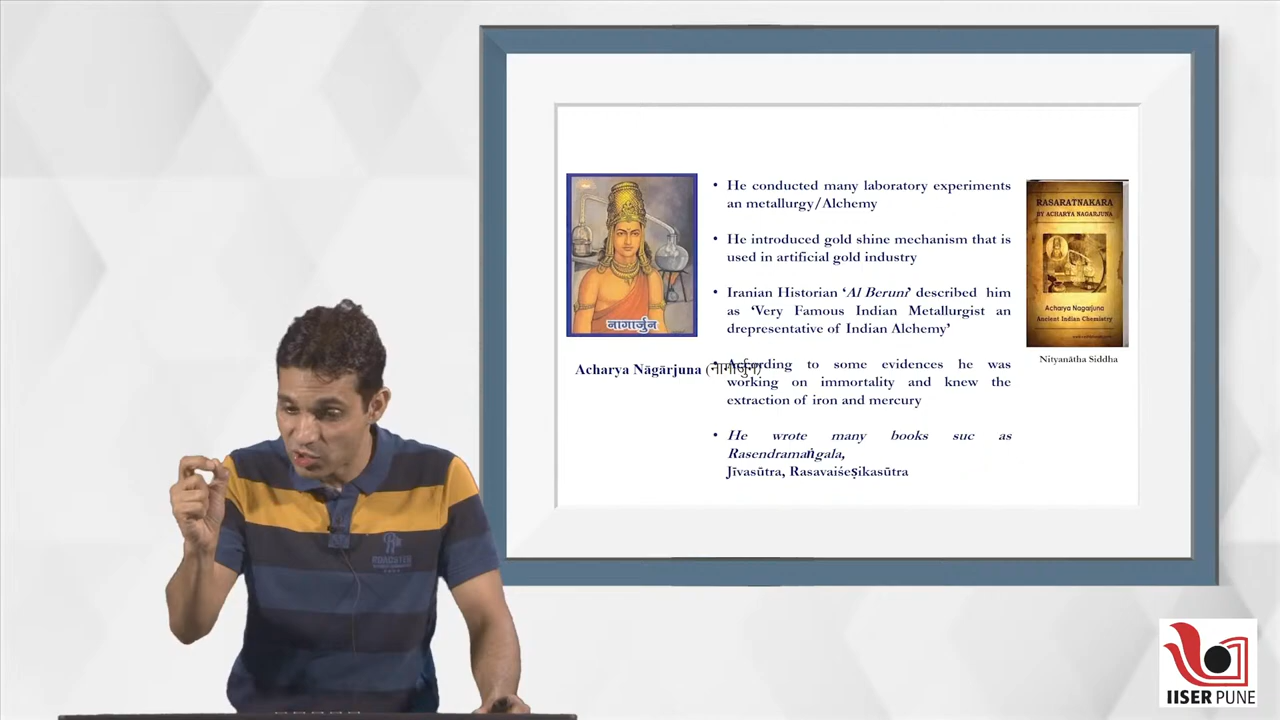 नागार्जुन
Acharya Nāgārjuna (नागार्जुन)
• He conducted many laboratory experiments
an metallurgy/Alchemy
• He introduced gold shine mechanism that is
used in artificial gold industry
• Iranian Historian ‘Al Beruni’ described him
as ‘Very Famous Indian Metallurgist an
drepresentative of Indian Alchemy’
• According to some evidences he was
working on immortality and knew the
extraction of iron and mercury
• He wrote many books suc as
Rasendramaṅgala,
Jīvasūtra, Rasavaiśeṣikasūtra
RASARATNAKARA
BY ACHARYA NAGARJUNA
Acharya Nagarjuna
Ancient Indian Chemistry
Nityanātha Siddha
ROADSTER
IISER PUNE